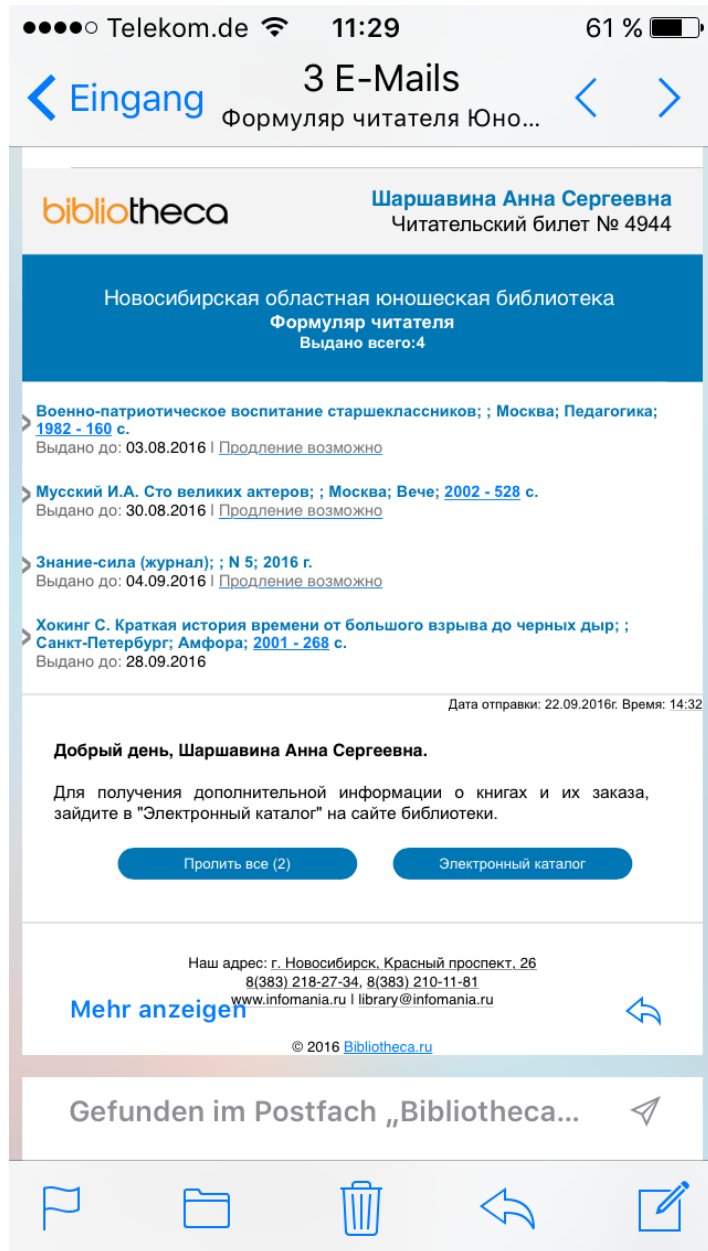 Telekom.de 11:29 61 %
Eingang
3 E-Mails
Формуляр читателя Юно...
bibliotheca
Шаршавина Анна Сергеевна
Читательский билет № 4944
Новосибирская областная юношеская библиотека
Формуляр читателя
Выдано всего:4
Военно-патриотическое воспитание старшеклассников; ; Москва; Педагогика;
1982 - 160 с.
Выдано до: 03.08.2016 | Продление возможно
Мусский И.А. Сто великих актеров; ; Москва; Вече; 2002 - 528 с.
Выдано до: 30.08.2016 | Продление возможно
Знание-сила (журнал); ; N 5; 2016 г.
Выдано до: 04.09.2016 | Продление возможно
Хокинг С. Краткая история времени от большого взрыва до черных дыр; ;
Санкт-Петербург; Амфора; 2001 - 268 с.
Выдано до: 28.09.2016
Дата отправки: 22.09.2016г. Время: 14:32
Добрый день, Шаршавина Анна Сергеевна.
Для получения дополнительной информации о книгах и их заказа,
зайдите в "Электронный каталог" на сайте библиотеки.
Пролить все (2)
Электронный каталог
Наш адрес: г. Новосибирск, Красный проспект, 26
8(383) 218-27-34, 8(383) 210-11-81
www.infomania.ru | library@infomania.ru
Mehr anzeigen
© 2016 Bibliotheca.ru
Gefunden im Postfach „Bibliotheca...